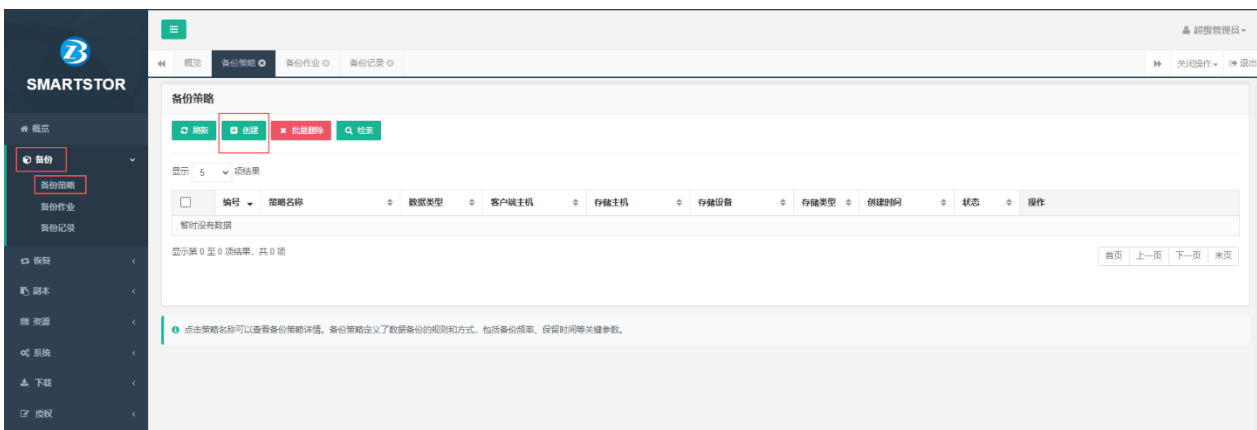 超级管理员
概览 备份策略 备份作业 备份记录 关闭操作 退出
SMARTSTOR
备份策略
刷新 创建 批量删除 检索
概览
备份
备份策略
备份作业
备份记录
恢复
副本
资源
系统
下载
授权
显示 5 项结果
编号 策略名称 数据类型 客户端主机 存储主机 存储设备 存储类型 创建时间 状态 操作
暂时没有数据
显示第 0 至 0 项结果，共 0 项
首页 上一页 下一页 末页
点击策略名称可以查看备份策略详情。备份策略定义了数据备份的规则和方式，包括备份频率、保留时间等关键参数。